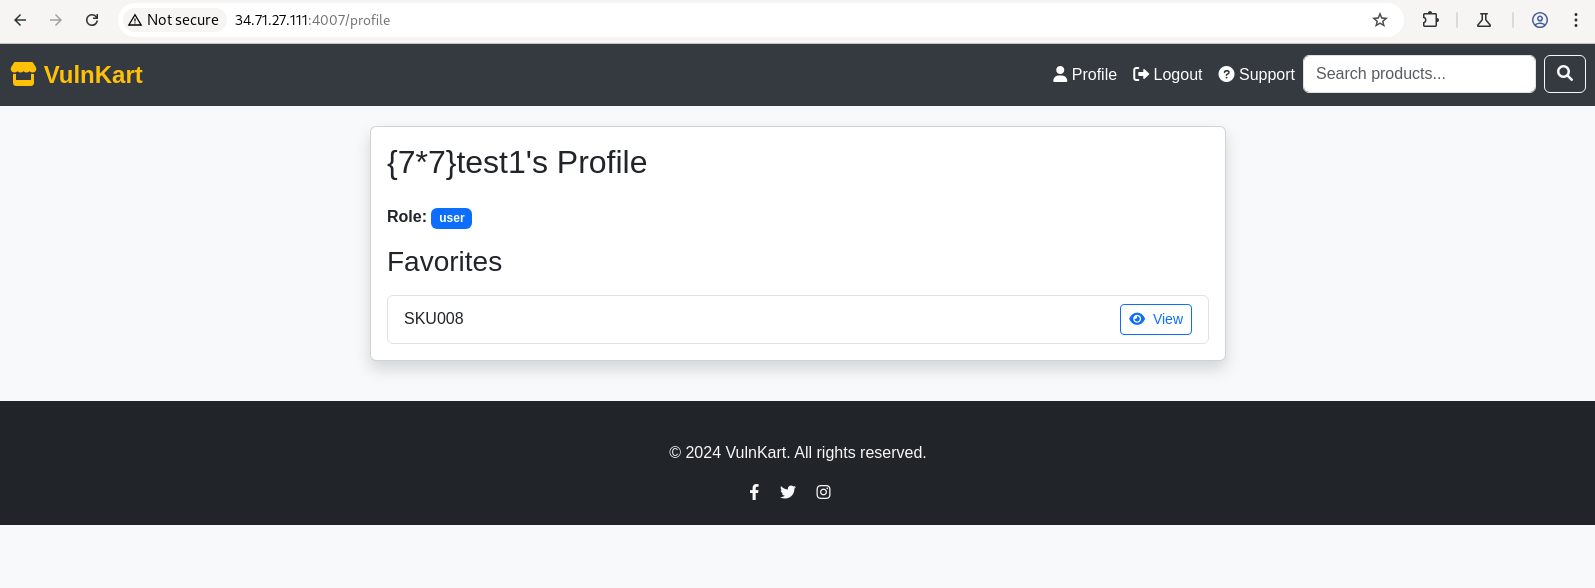 Not secure 34.71.27.111:4007/profile
VulnKart Profile Logout Support Search products...
{7*7}test1's Profile
Role: user
Favorites
SKU008 View
© 2024 VulnKart. All rights reserved.